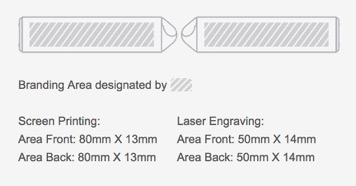 Branding Area designated by
Screen Printing:
Area Front: 80mm X 13mm
Area Back: 80mm X 13mm
Laser Engraving:
Area Front: 50mm X 14mm
Area Back: 50mm X 14mm